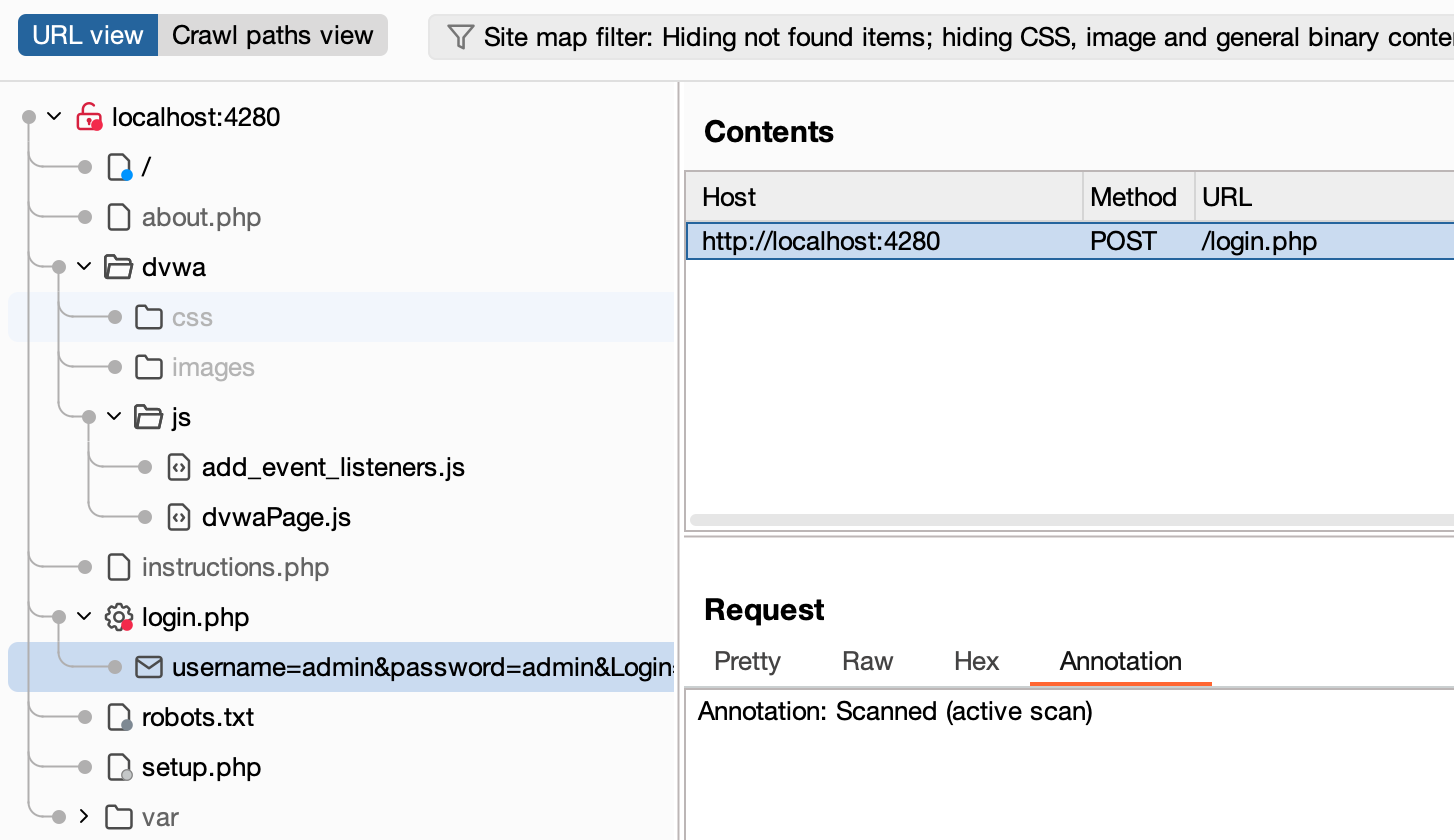 URL view Crawl paths view Site map filter: Hiding not found items; hiding CSS, image and general binary conte
localhost:4280
/
about.php
dvwa
css
images
js
add_event_listeners.js
dvwaPage.js
instructions.php
login.php
username=admin&password=admin&Login=
robots.txt
setup.php
var
Contents
Host Method URL
http://localhost:4280 POST /login.php
Request
Pretty Raw Hex Annotation
Annotation: Scanned (active scan)